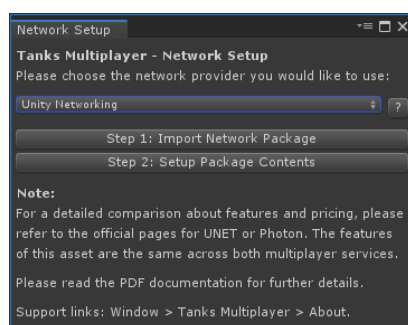 Network Setup
Tanks Multiplayer - Network Setup
Please choose the network provider you would like to use:
Unity Networking
?
Step 1: Import Network Package
Step 2: Setup Package Contents
Note:
For a detailed comparison about features and pricing, please
refer to the official pages for UNET or Photon. The features
of this asset are the same across both multiplayer services.
Please read the PDF documentation for further details.
Support links: Window > Tanks Multiplayer > About.